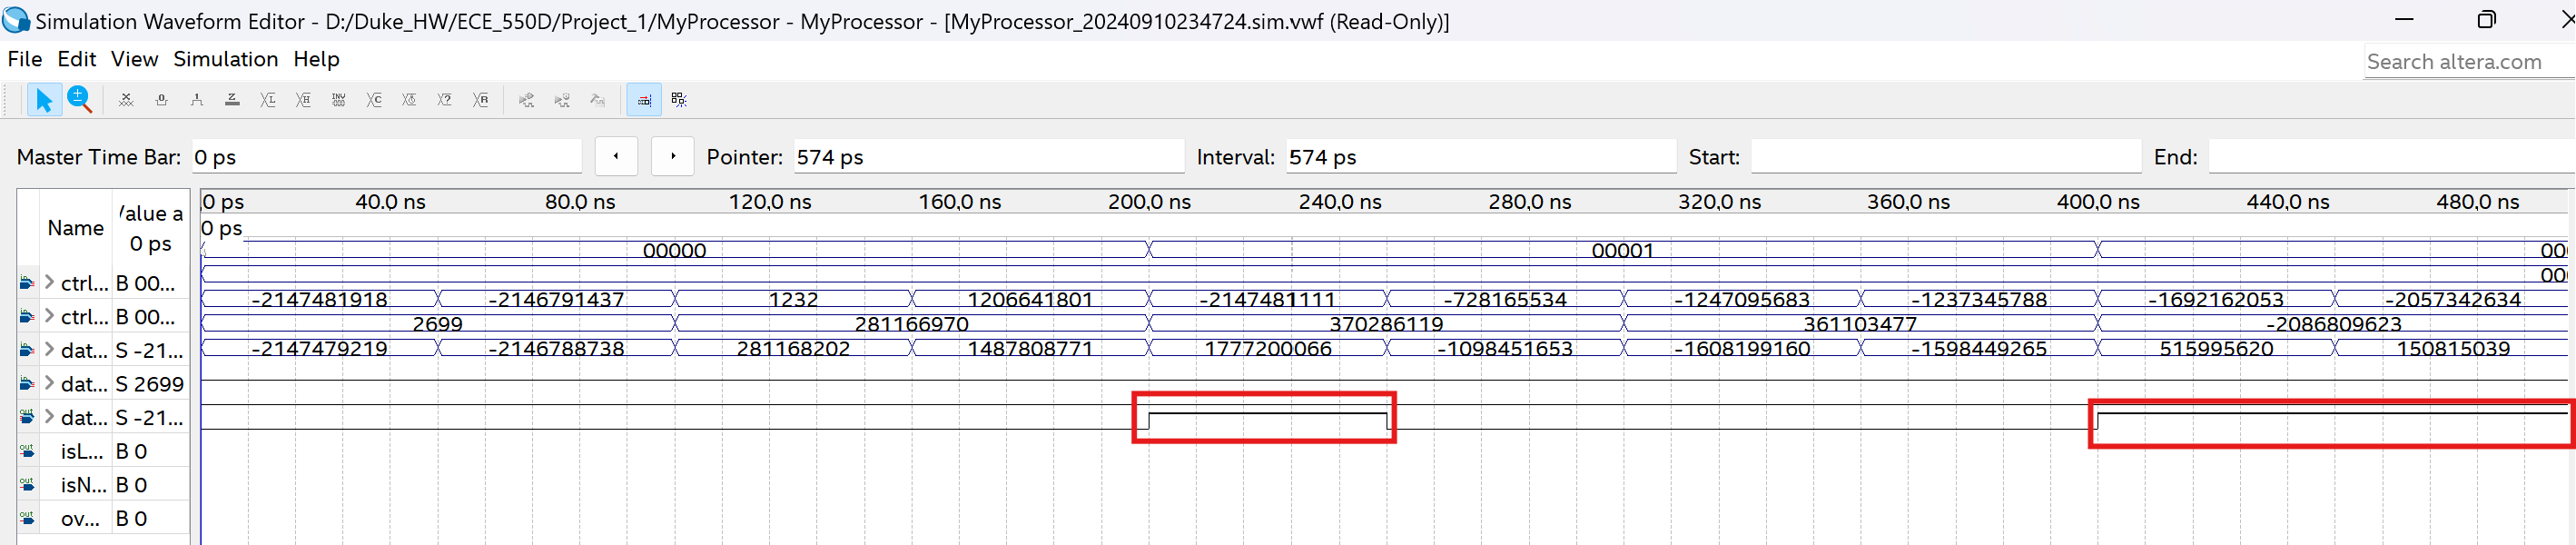 Simulation Waveform Editor - D:/Duke_HW/ECE_550D/Project_1/MyProcessor - MyProcessor - [MyProcessor_20240910234724.sim.vwf (Read-Only)]
File Edit View Simulation Help
Search altera.com
Master Time Bar: 0 ps Pointer: 574 ps Interval: 574 ps Start: End:
Name
/alue a
0 ps
0 ps 40.0 ns 80.0 ns 120.0 ns 160.0 ns 200.0 ns 240.0 ns 280.0 ns 320.0 ns 360.0 ns 400.0 ns 440.0 ns 480.0 ns
0 ps
00000 00001 00
00
-2147481918 -2146791437 1232 1206641801 -2147481111 -728165534 -1247095683 -1237345788 -1692162053 -2057342634
2699 281166970 370286119 361103477 -2086809623
-2147479219 -2146788738 281168202 1487808771 1777200066 -1098451653 -1608199160 -1598449265 515995620 150815039
ctrl... B 00...
ctrl... B 00...
dat... S -21...
dat... S 2699
dat... S -21...
isL... B 0
isN... B 0
ov... B 0